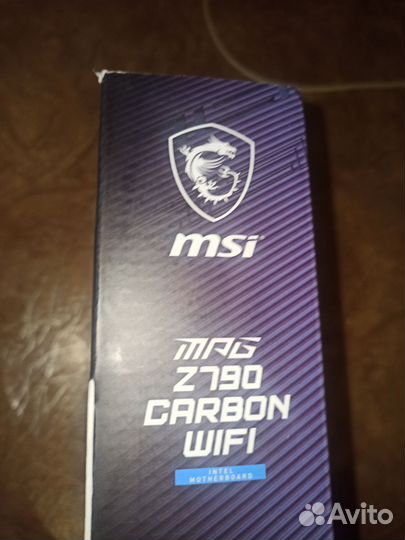 msi
MPG
Z790
CARBON
WIFI
INTEL
MOTHERBOARD
Avito